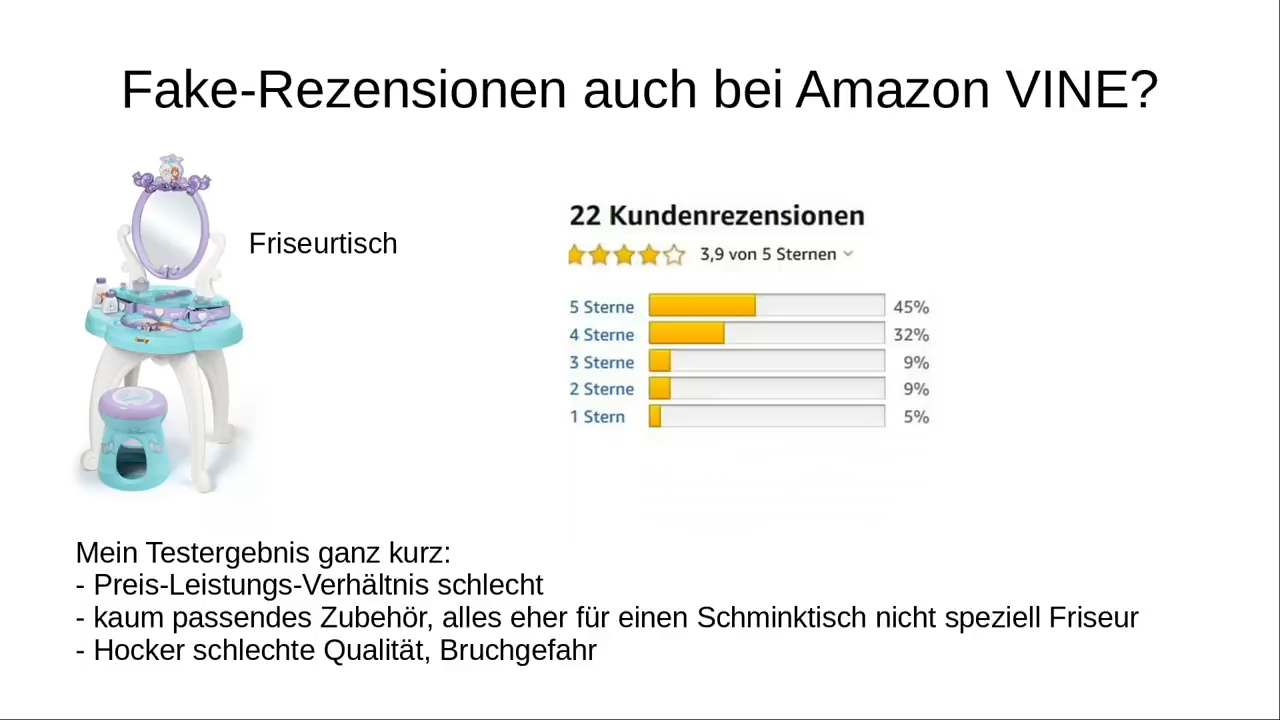 Fake-Rezensionen auch bei Amazon VINE?
Friseurtisch
22 Kundenrezensionen
3,9 von 5 Sternen
5 Sterne 45%
4 Sterne 32%
3 Sterne 9%
2 Sterne 9%
1 Stern 5%
Mein Testergebnis ganz kurz:
- Preis-Leistungs-Verhältnis schlecht
- kaum passendes Zubehör, alles eher für einen Schminktisch nicht speziell Friseur
- Hocker schlechte Qualität, Bruchgefahr